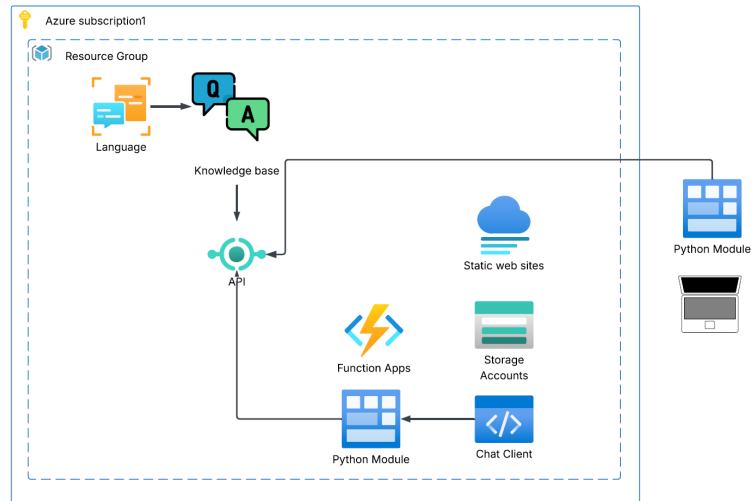 Azure subscription1
Resource Group
Q
A
Language
Knowledge base
Python Module
Static web sites
API
Function Apps
Storage
Accounts
Python Module
Chat Client